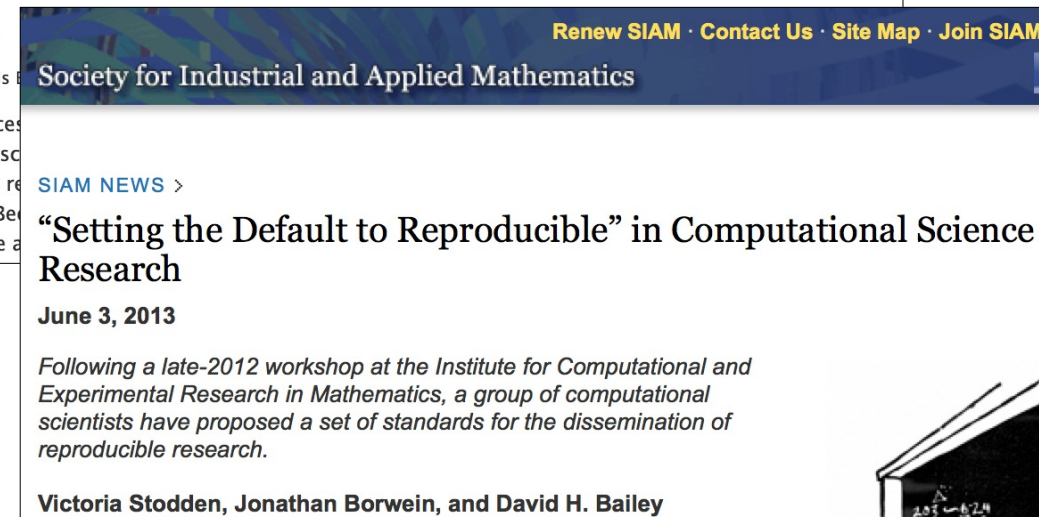 Renew SIAM · Contact Us · Site Map · Join SIAM
Society for Industrial and Applied Mathematics
SIAM NEWS >
“Setting the Default to Reproducible” in Computational Science
Research
June 3, 2013
Following a late-2012 workshop at the Institute for Computational and
Experimental Research in Mathematics, a group of computational
scientists have proposed a set of standards for the dissemination of
reproducible research.
Victoria Stodden, Jonathan Borwein, and David H. Bailey